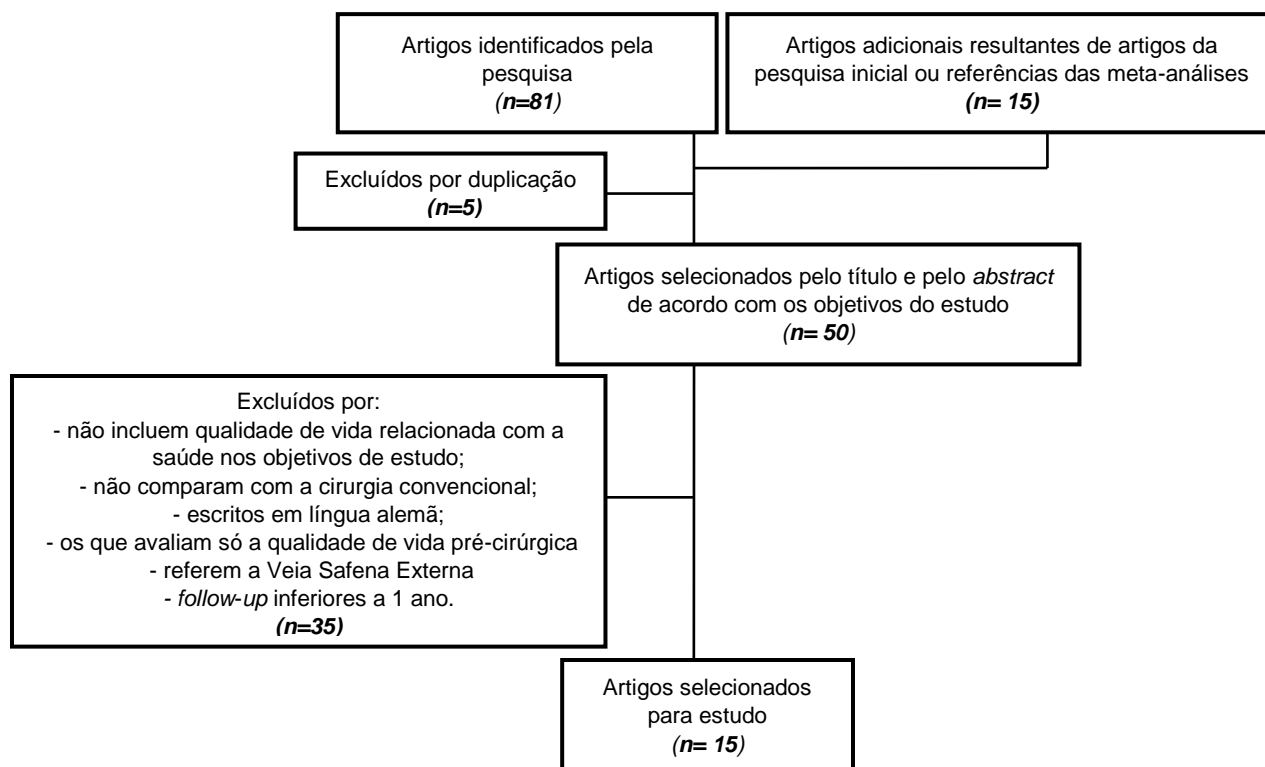 Artigos identificados pela
pesquisa
(n=81)
Artigos adicionais resultantes de artigos da
pesquisa inicial ou referências das meta-análises
(n= 15)
Excluídos por duplicação
(n=5)
Artigos selecionados pelo título e pelo abstract
de acordo com os objetivos do estudo
(n= 50)
Excluídos por:
- não incluem qualidade de vida relacionada com a
saúde nos objetivos de estudo;
- não comparam com a cirurgia convencional;
- escritos em língua alemã;
- os que avaliam só a qualidade de vida pré-cirúrgica
- referem a Veia Safena Externa
- follow-up inferiores a 1 ano.
(n=35)
Artigos selecionados
para estudo
(n= 15)